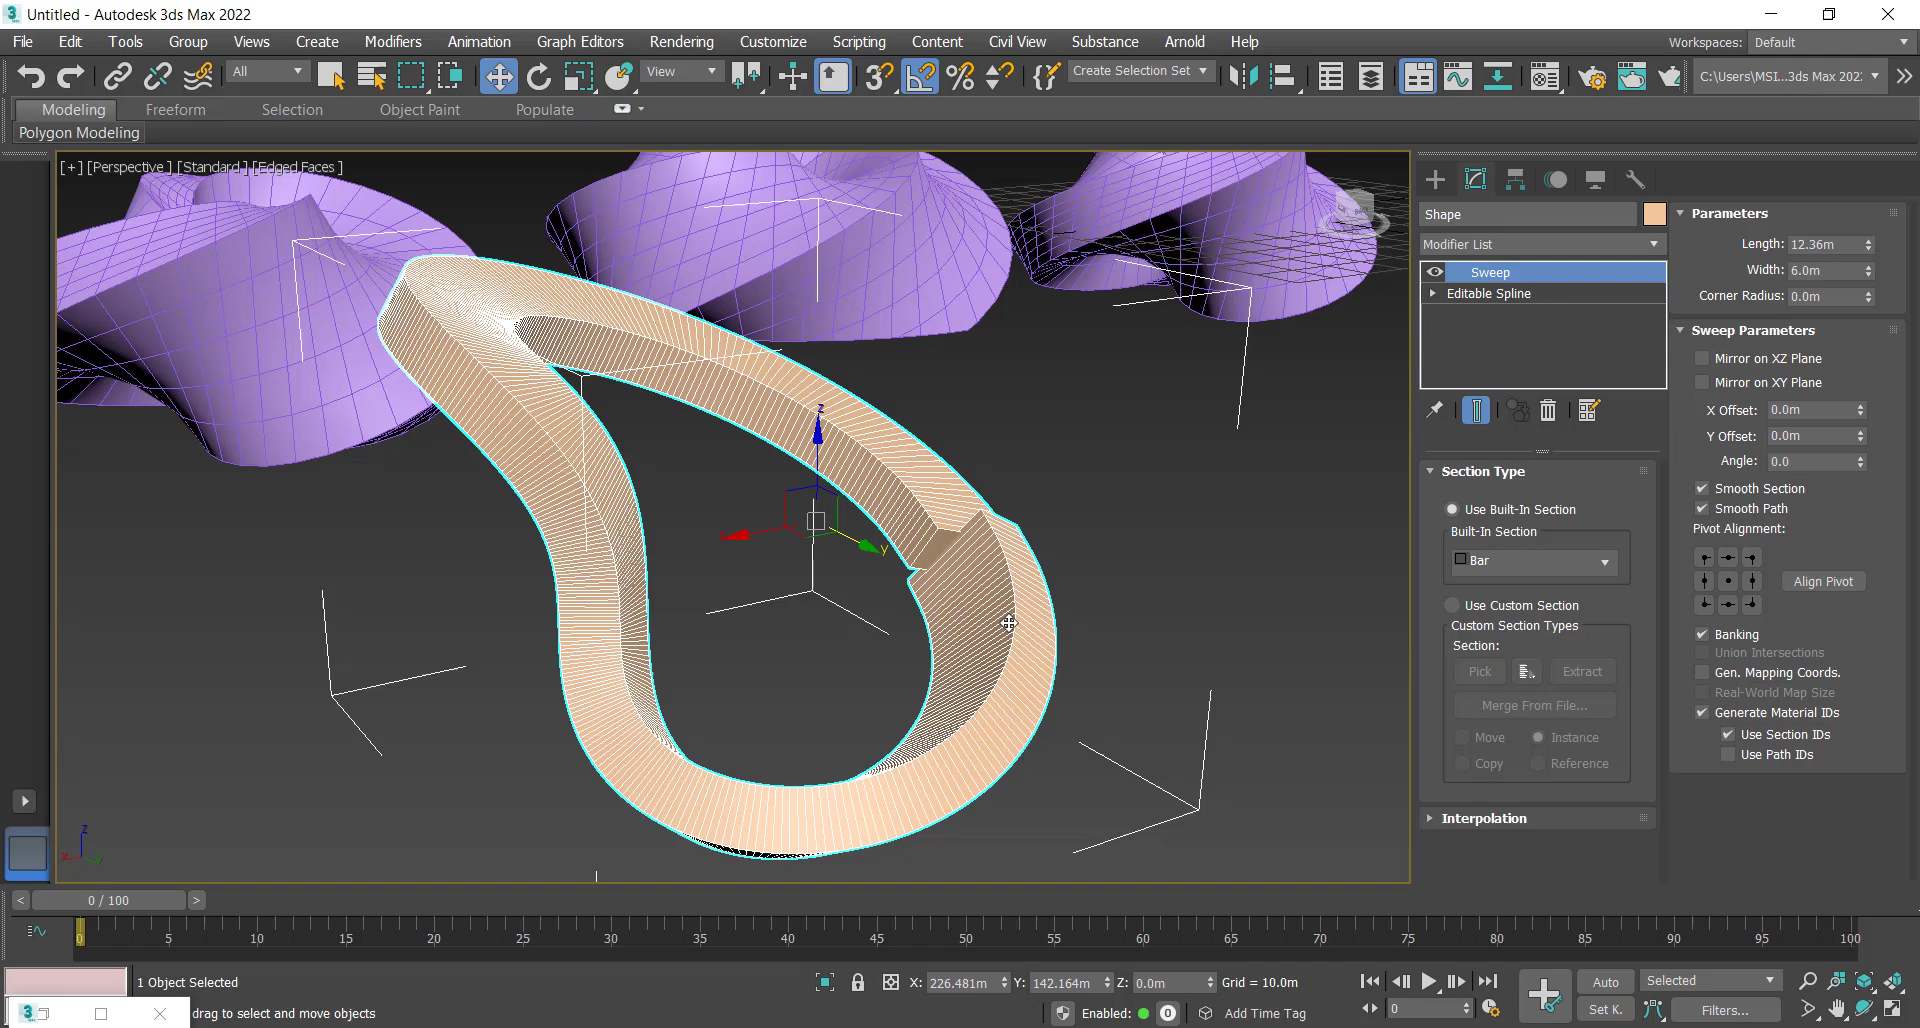 Untitled - Autodesk 3ds Max 2022
File Edit Tools Group Views Create Modifiers Animation Graph Editors Rendering Customize Scripting Content Civil View Substance Arnold Help Workspaces: Default
All View Create Selection Set C:\Users\MSI...3ds Max 202:
Modeling Freeform Selection Object Paint Populate
Polygon Modeling
[+] [Perspective] [Standard] [Edged Faces]
Shape
Modifier List
Sweep
Editable Spline
Section Type
Use Built-In Section
Built-In Section
Bar
Use Custom Section
Custom Section Types
Section:
Pick Extract
Merge From File...
Move Instance
Copy Reference
Interpolation
Parameters
Length: 12.36m
Width: 6.0m
Corner Radius: 0.0m
Sweep Parameters
Mirror on XZ Plane
Mirror on XY Plane
X Offset: 0.0m
Y Offset: 0.0m
Angle: 0.0
Smooth Section
Smooth Path
Pivot Alignment:
Align Pivot
Banking
Union Intersections
Gen. Mapping Coords.
Real-World Map Size
Generate Material IDs
Use Section IDs
Use Path IDs
z
y
z
x
y
< 0 / 100 >
0 5 10 15 20 25 30 35 40 45 50 55 60 65 70 75 80 85 90 95 100
1 Object Selected X: 226.481m Y: 142.164m Z: 0.0m Grid = 10.0m Auto Selected
drag to select and move objects Enabled: 0 Add Time Tag 0 Set K. Filters...